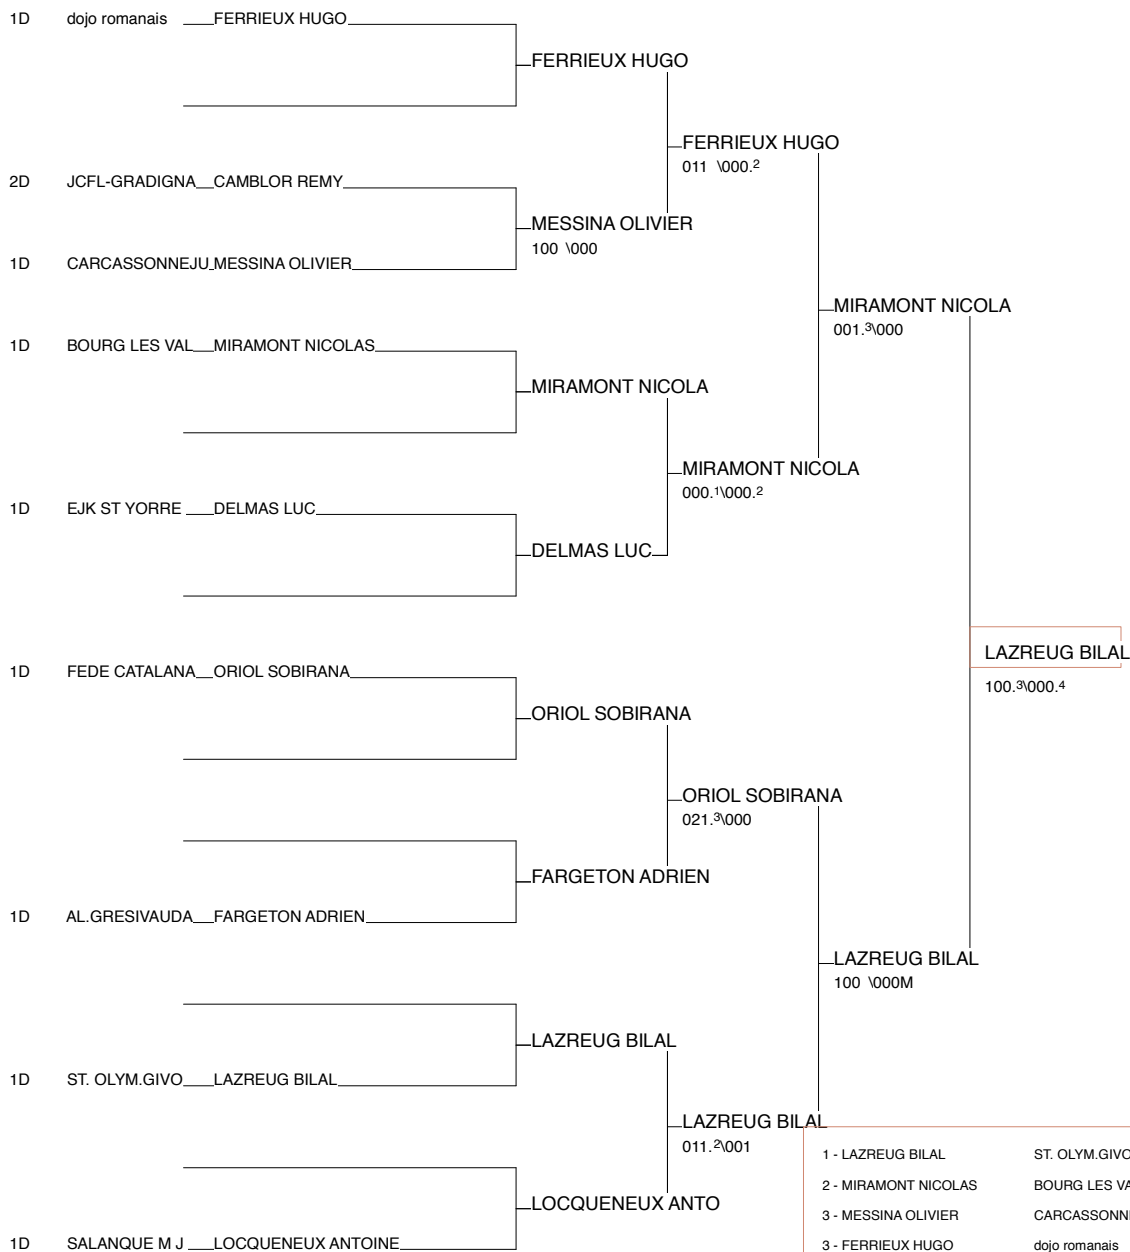 1D dojo romanais FERRIEUX HUGO
FERRIEUX HUGO
FERRIEUX HUGO
011 \000.2
2D JCFL-GRADIGNA CAMBLOR REMY
MESSINA OLIVIER
100 \000
1D CARCASSONNEJU MESSINA OLIVIER
MIRAMONT NICOLA
001.3\000
1D BOURG LES VAL MIRAMONT NICOLAS
MIRAMONT NICOLA
MIRAMONT NICOLA
000.1\000.2
1D EJK ST YORRE DELMAS LUC
DELMAS LUC
LAZREUG BILAL
100.3\000.4
1D FEDE CATALANA ORIOL SOBIRANA
ORIOL SOBIRANA
ORIOL SOBIRANA
021.3\000
FARGETON ADRIEN
1D AL.GRESIVAUDA FARGETON ADRIEN
LAZREUG BILAL
100 \000M
LAZREUG BILAL
1D ST. OLYM.GIVO LAZREUG BILAL
LAZREUG BILAL
011.2\001
1 - LAZREUG BILAL ST. OLYM.GIVO
2 - MIRAMONT NICOLAS BOURG LES VA
LOCQUENEUX ANTO
3 - MESSINA OLIVIER CARCASSONN
1D SALANQUE M J LOCQUENEUX ANTOINE
3 - FERRIEUX HUGO dojo romanais